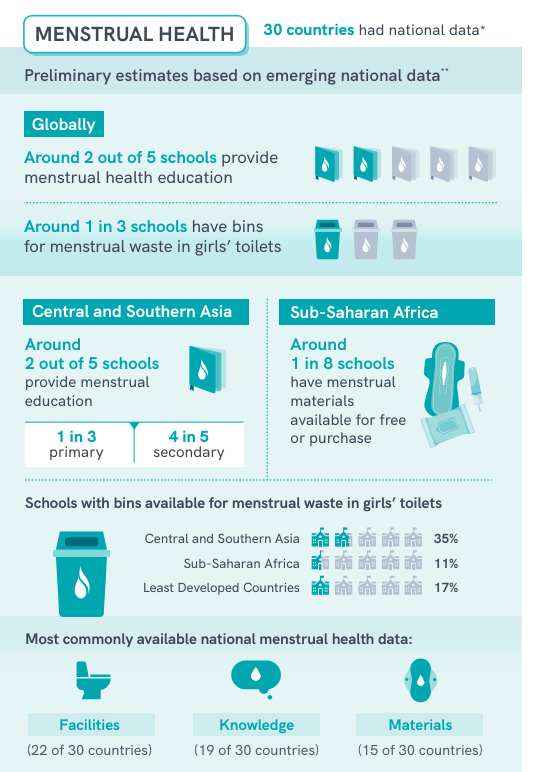 MENSTRUAL HEALTH
30 countries had national data*
Preliminary estimates based on emerging national data**
Globally
Around 2 out of 5 schools provide
menstrual health education
Around 1 in 3 schools have bins
for menstrual waste in girls’ toilets
Central and Southern Asia
Around
2 out of 5 schools
provide menstrual
education
1 in 3
primary
4 in 5
secondary
Sub-Saharan Africa
Around
1 in 8 schools
have menstrual
materials
available for free
or purchase
Schools with bins available for menstrual waste in girls’ toilets
Central and Southern Asia 35%
Sub-Saharan Africa 11%
Least Developed Countries 17%
Most commonly available national menstrual health data:
Facilities
(22 of 30 countries)
Knowledge
(19 of 30 countries)
Materials
(15 of 30 countries)